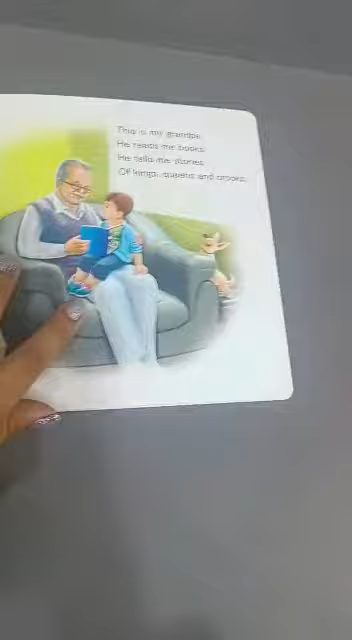 This is my grandpa.
He reads me books.
He tells me stories
Of kings, queens and crooks.